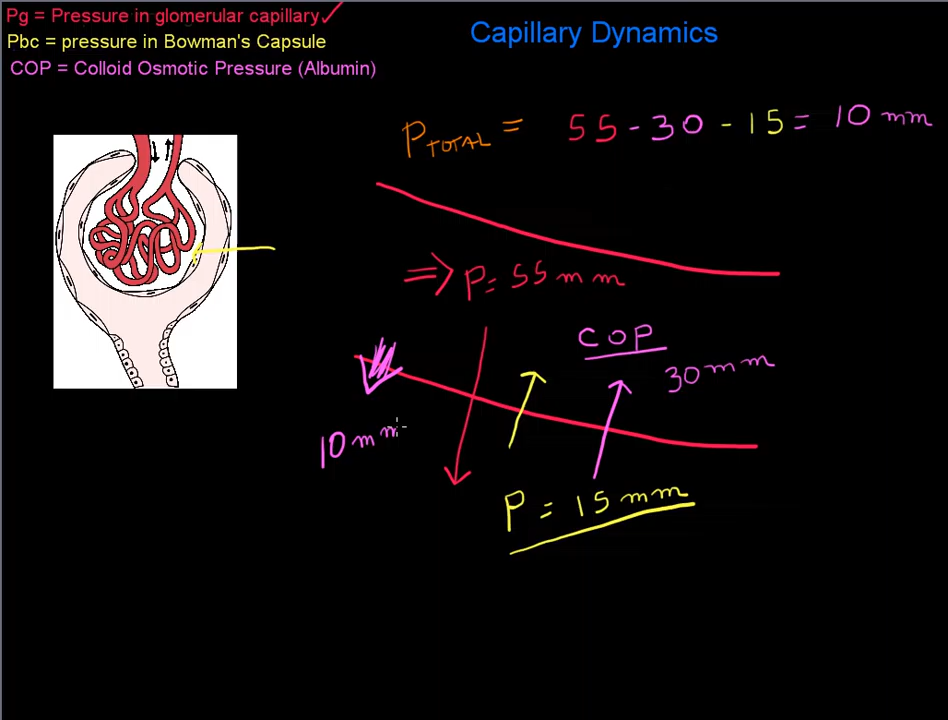 Pg = Pressure in glomerular capillary ✓
Capillary Dynamics
Pbc = pressure in Bowman's Capsule
COP = Colloid Osmotic Pressure (Albumin)
PTOTAL = 55 - 30 - 15 = 10 mm
⇒ P = 55 mm
COP
30 mm
10 mm
P = 15 mm